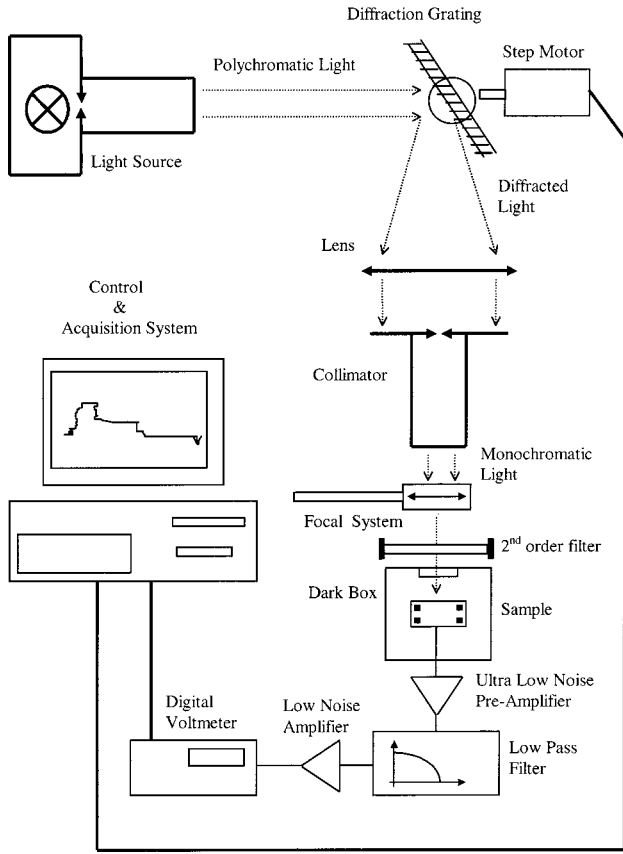 Diffraction Grating
Step Motor
Polychromatic Light
Light Source
Diffracted
Light
Lens
Control
&
Acquisition System
Collimator
Monochromatic
Light
Focal System
2nd order filter
Dark Box
Sample
Ultra Low Noise
Pre-Amplifier
Digital
Voltmeter
Low Noise
Amplifier
Low Pass
Filter